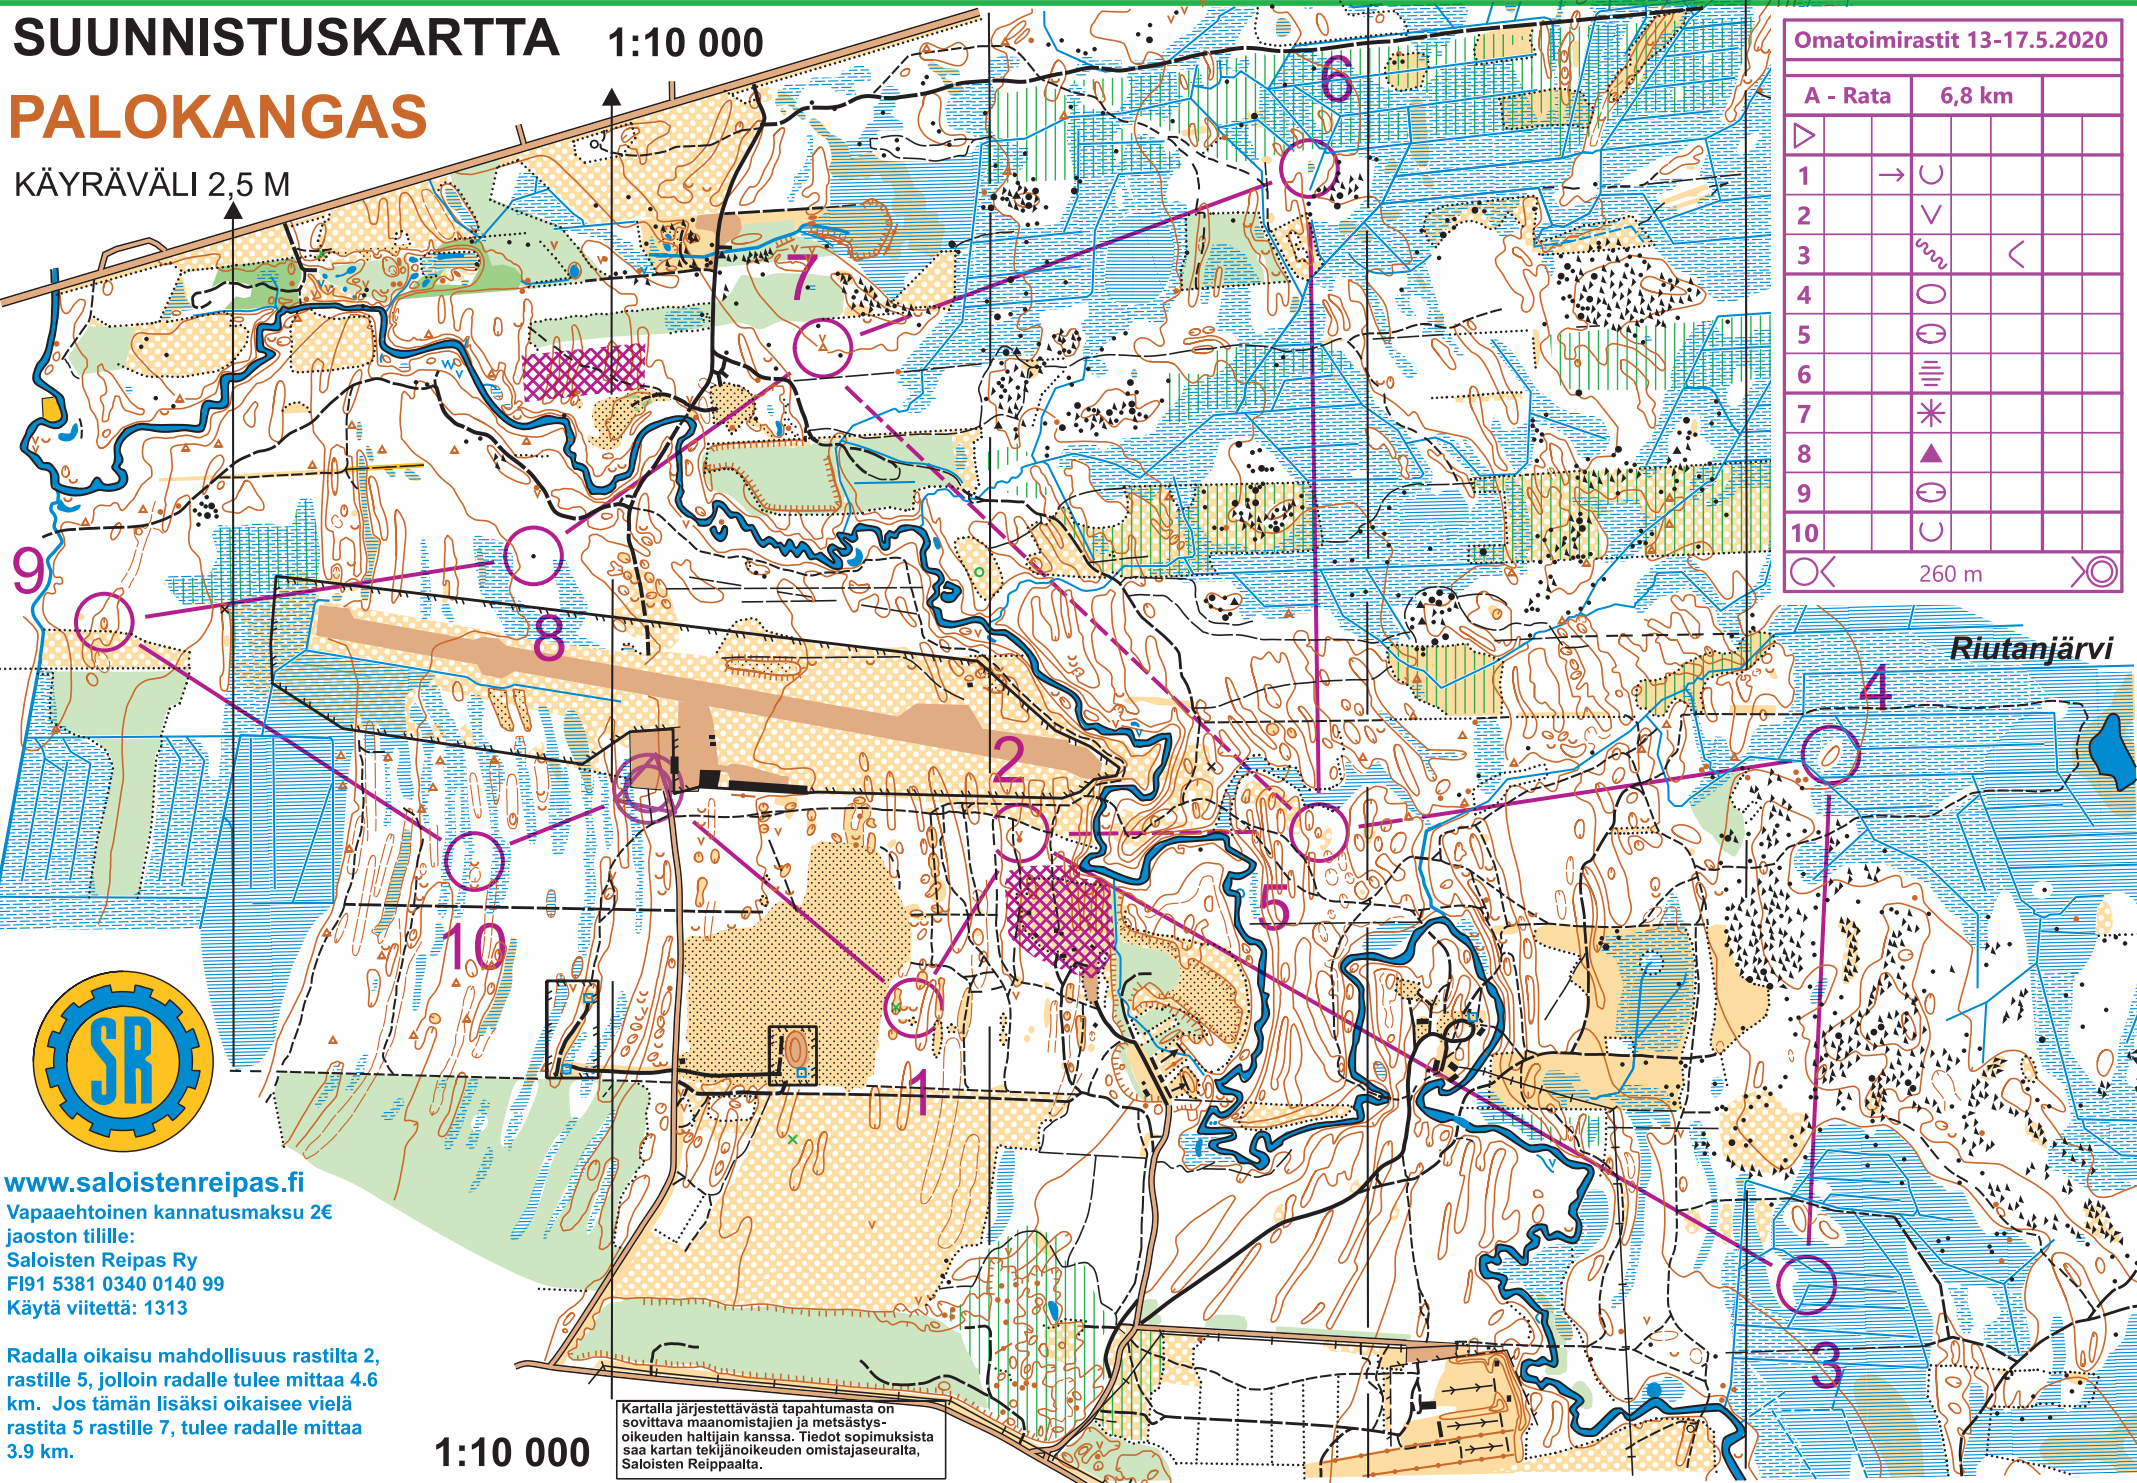 SUUNNISTUSKARTTA 1:10 000
PALOKANGAS
KÄYRÄVÄLI 2,5 M
Omatoimirastit 13-17.5.2020
A - Rata 6,8 km
1
2
3
4
5
6
7
8
9
10
260 m
6
7
9
8
Riutanjärvi
4
2
5
10
1
3
SR
www.saloistenreipas.fi
Vapaaehtoinen kannatusmaksu 2€
jaoston tilille:
Saloisten Reipas Ry
FI91 5381 0340 0140 99
Käytä viitettä: 1313
Radalla oikaisu mahdollisuus rastilta 2,
rastille 5, jolloin radalle tulee mittaa 4.6
km. Jos tämän lisäksi oikaisee vielä
rastita 5 rastille 7, tulee radalle mittaa
3.9 km.
1:10 000
Kartalla järjestettävästä tapahtumasta on
sovittava maanomistajien ja metsästys-
oikeuden haltijain kanssa. Tiedot sopimuksista
saa kartan tekijänoikeuden omistajaseuralta,
Saloisten Reippaalta.